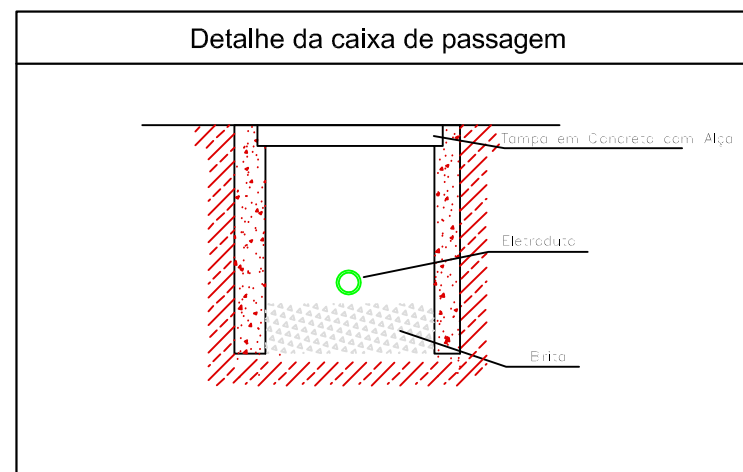 Detalhe da caixa de passagem
Tampa em Concreto com Alça
Eletroduto
Brita